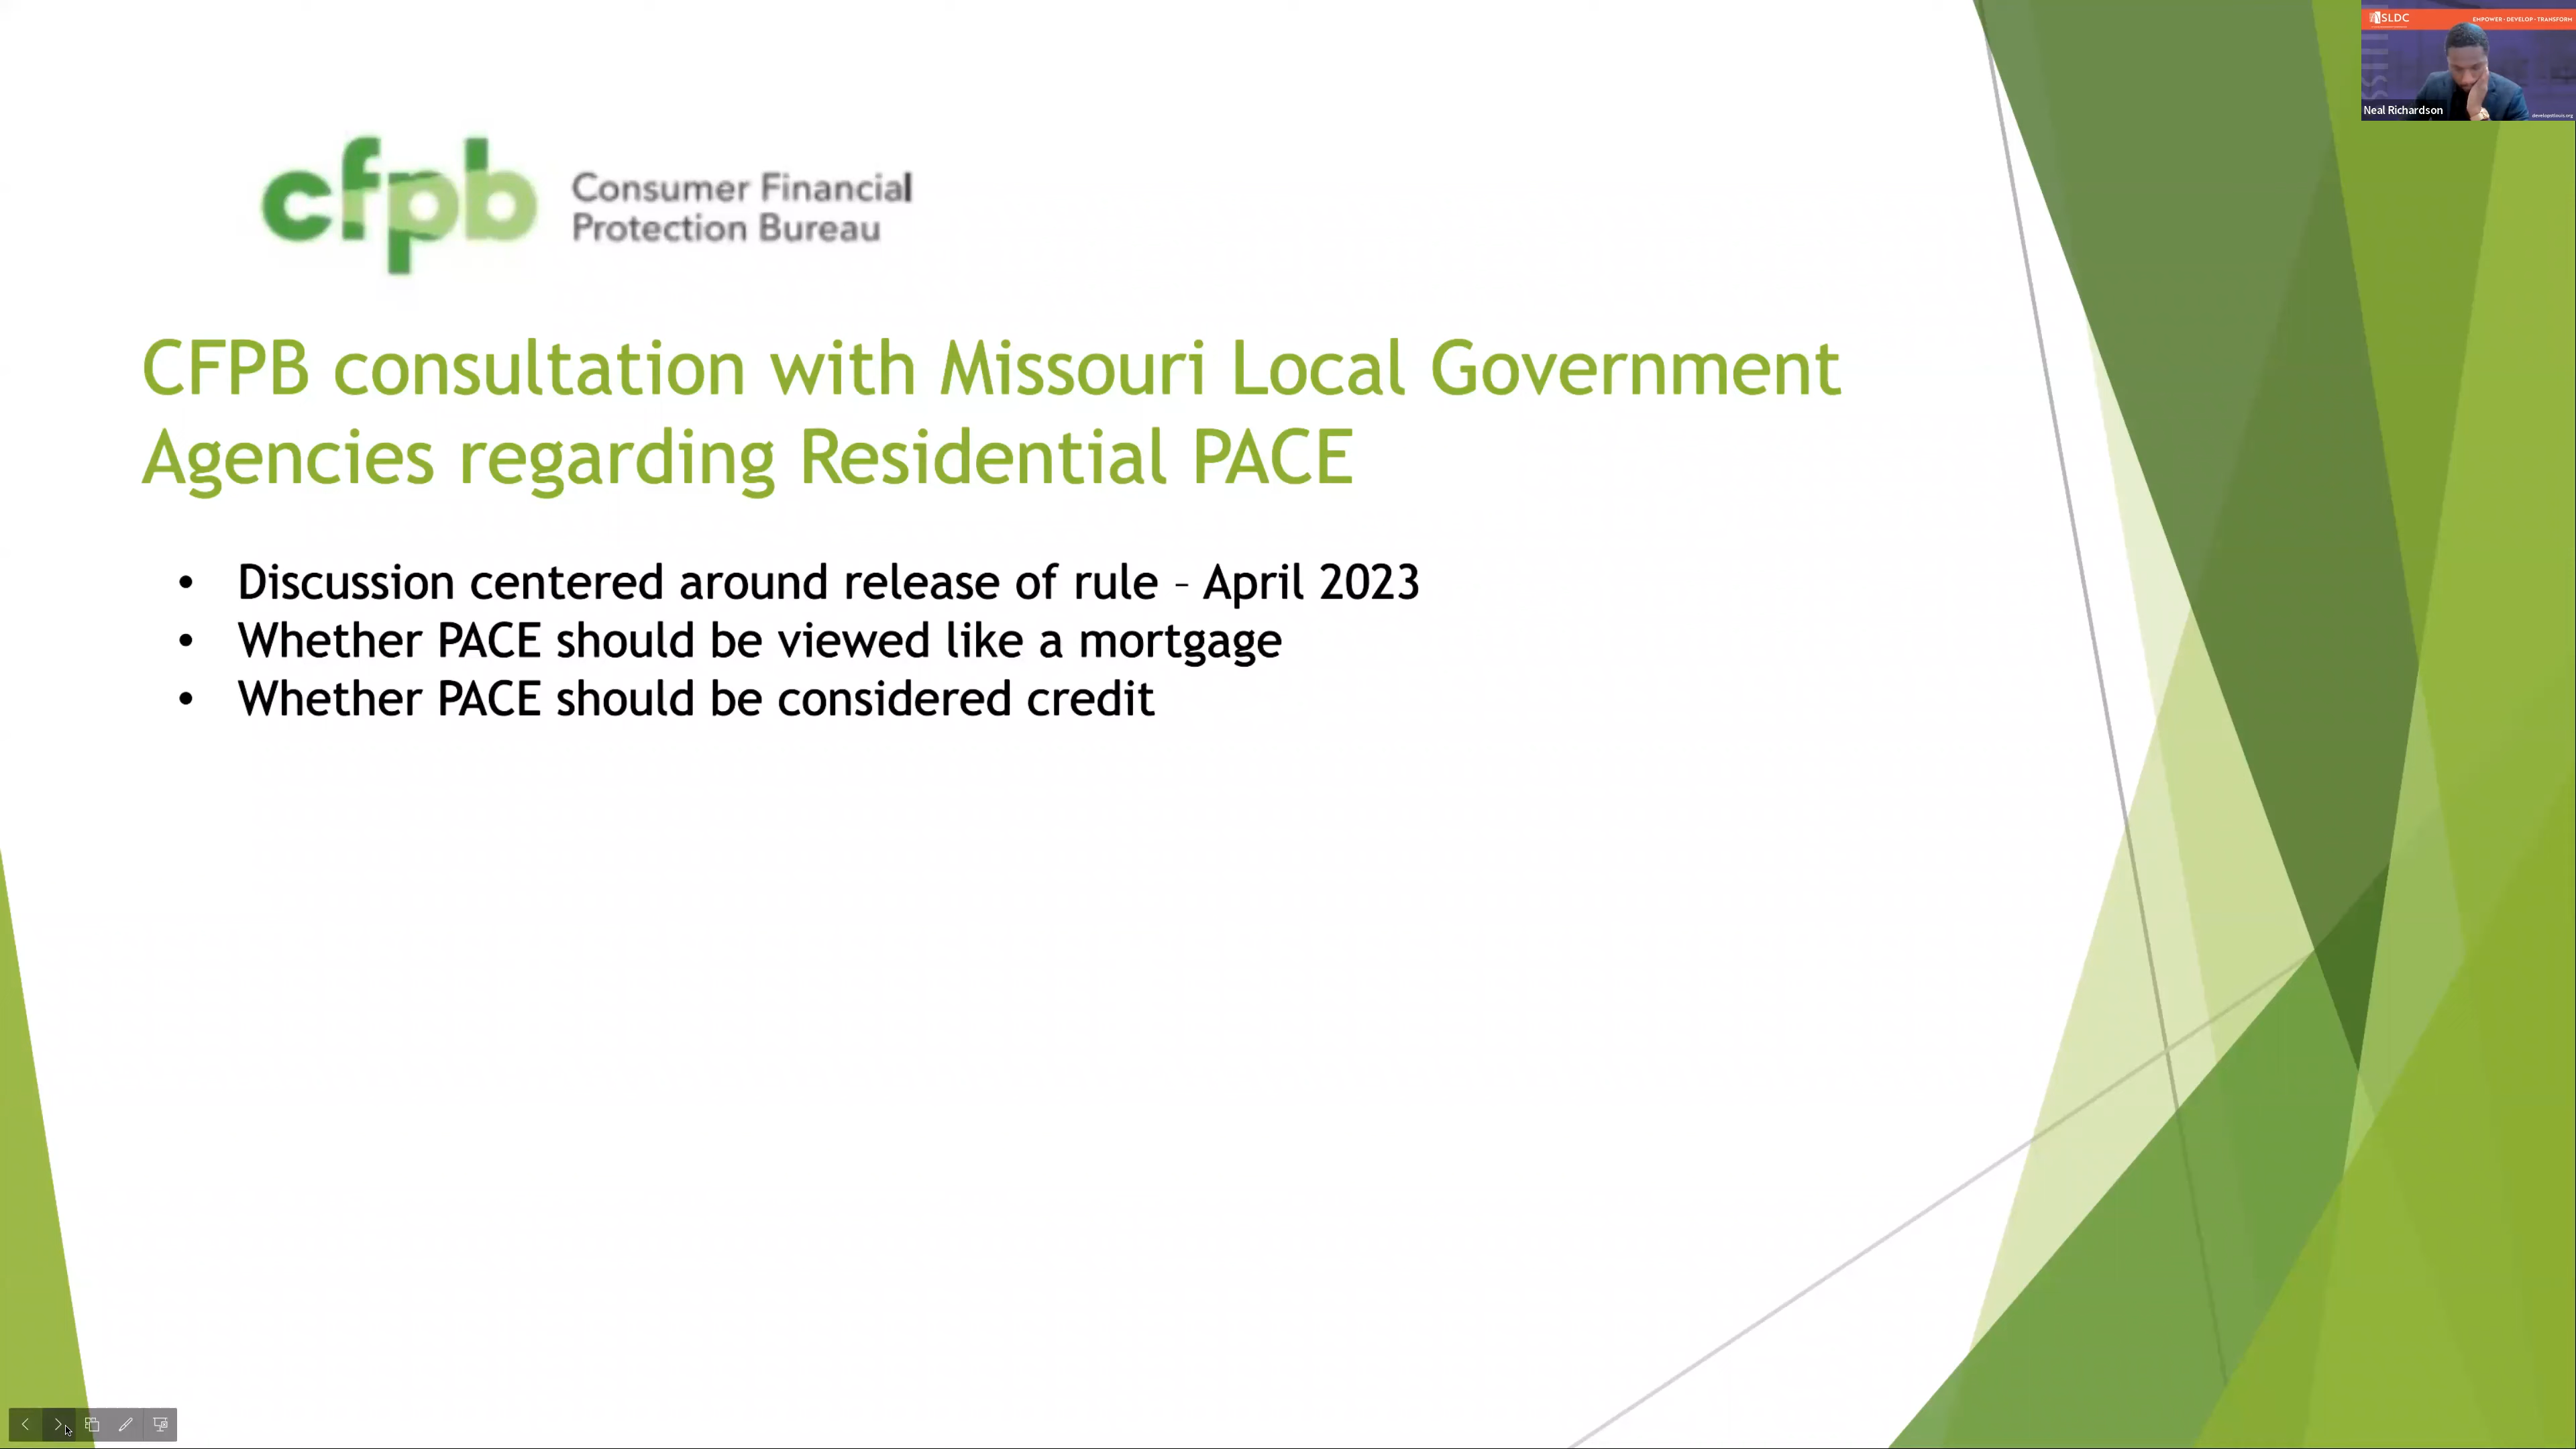 SLDC
EMPOWER • DEVELOP • TRANSFORM
Neal Richardson
developstlouis.org
cfpb
Consumer Financial
Protection Bureau
CFPB consultation with Missouri Local Government
Agencies regarding Residential PACE
• Discussion centered around release of rule – April 2023
• Whether PACE should be viewed like a mortgage
• Whether PACE should be considered credit